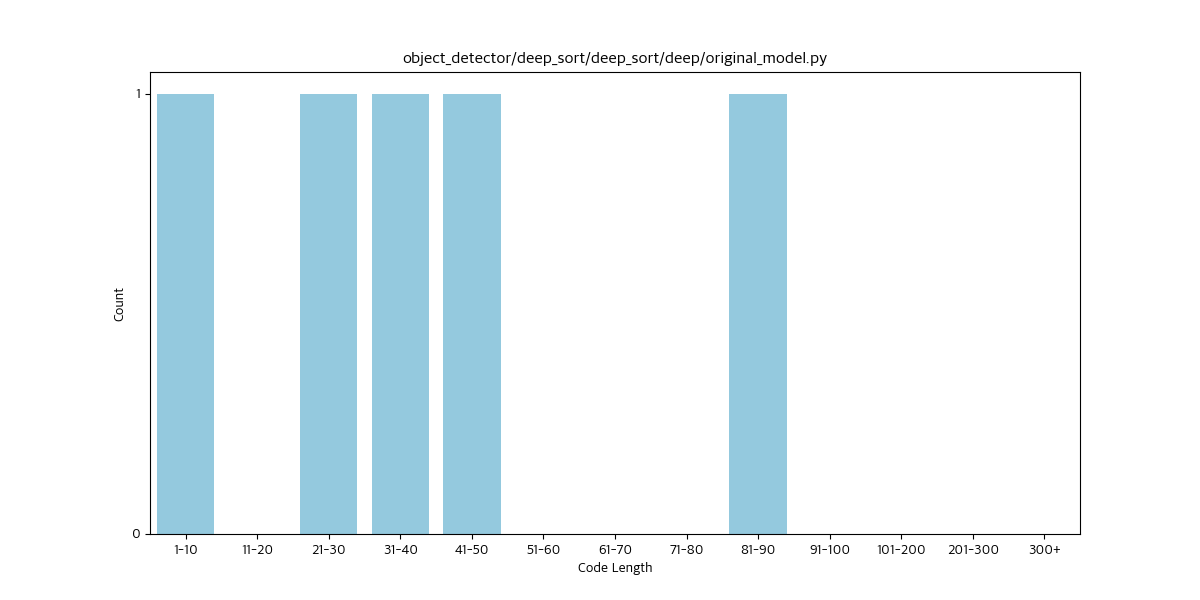 object_detector/deep_sort/deep_sort/deep/original_model.py
1
Count
0
1-10 11-20 21-30 31-40 41-50 51-60 61-70 71-80 81-90 91-100 101-200 201-300 300+
Code Length